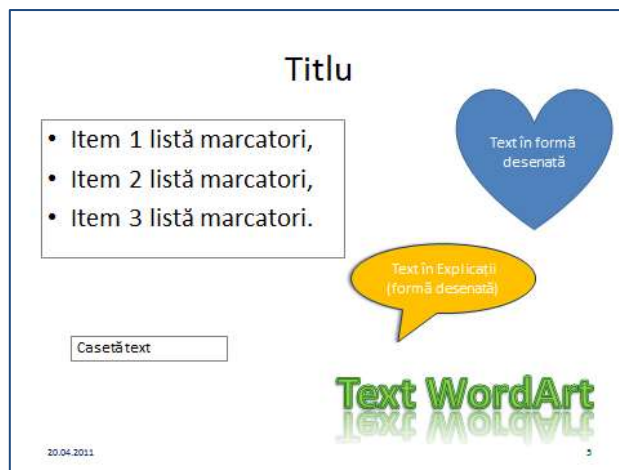 Titlu
• Item 1 listă marcatori,
• Item 2 listă marcatori,
• Item 3 listă marcatori.
Text în formă
desenată
Text în Explicații
(formă desenată)
Casetă text
Text WordArt
20.04.2011
3